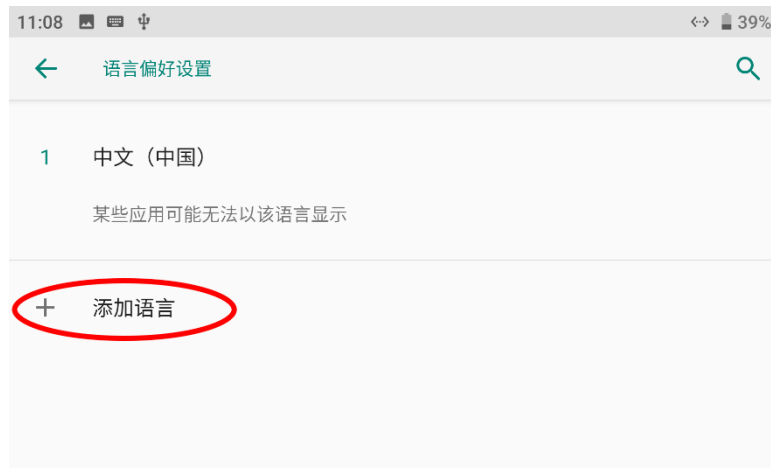 11:08 39%
语言偏好设置
1 中文（中国）
某些应用可能无法以该语言显示
添加语言